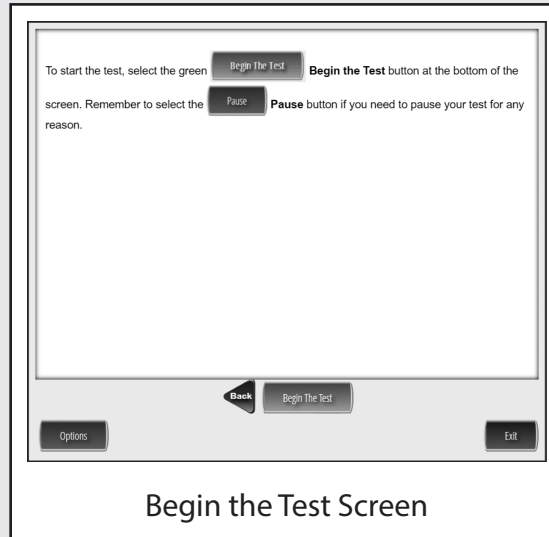 To start the test, select the green Begin The Test Begin the Test button at the bottom of the
screen. Remember to select the Pause Pause button if you need to pause your test for any
reason.
Back Begin The Test
Options Exit
Begin the Test Screen